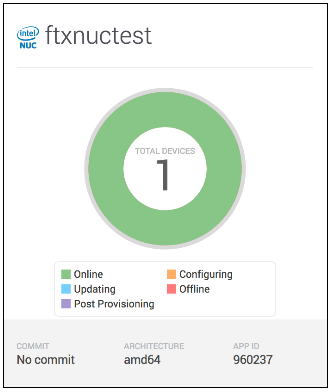 intel
NUC
ftxnuctest
TOTAL DEVICES
1
Online
Configuring
Updating
Offline
Post Provisioning
COMMIT
ARCHITECTURE
APP ID
No commit
amd64
960237